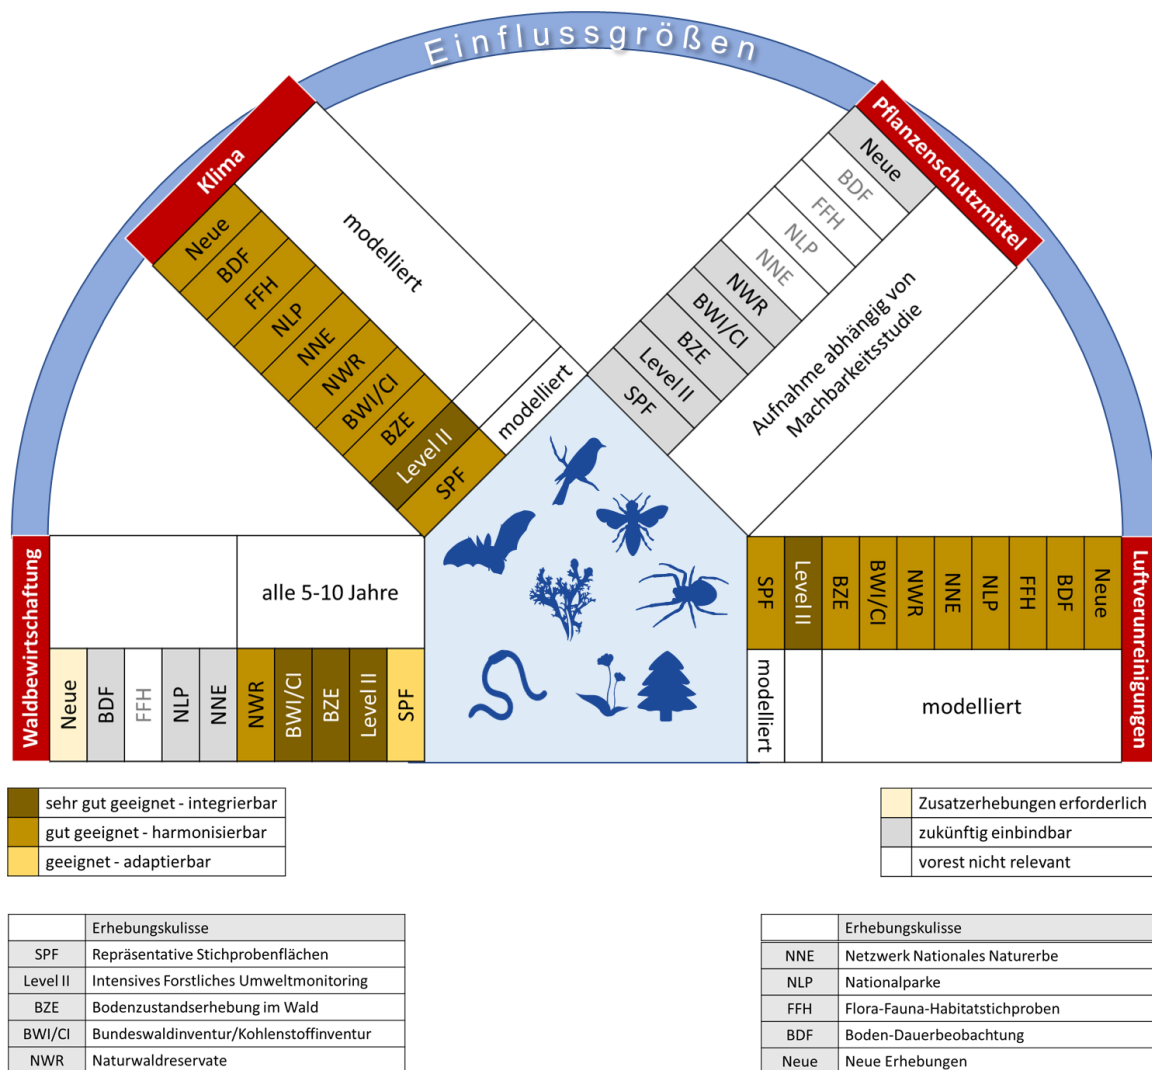 Einflussgrößen
Klima
Neue
BDF
FFH
NLP
NNE
NWR
BWI/CI
BZE
Level II
SPF
modelliert
modelliert
Pflanzenschutzmittel
Neue
BDF
FFH
NLP
NNE
NWR
BWI/CI
BZE
Level II
SPF
Aufnahme abhängig von
Machbarkeitsstudie
Waldbewirtschaftung
alle 5-10 Jahre
Neue
BDF
FFH
NLP
NNE
NWR
BWI/CI
BZE
Level II
SPF
SPF
Level II
BZE
BWI/CI
NWR
NNE
NLP
FFH
BDF
Neue
modelliert
modelliert
Luftverunreinigungen
sehr gut geeignet - integrierbar
gut geeignet - harmonisierbar
geeignet - adaptierbar
Zusatzerhebungen erforderlich
zukünftig einbindbar
vorest nicht relevant
Erhebungskulisse
SPF Repräsentative Stichprobenflächen
Level II Intensives Forstliches Umweltmonitoring
BZE Bodenzustandserhebung im Wald
BWI/CI Bundeswaldinventur/Kohlenstoffinventur
NWR Naturwaldreservate
Erhebungskulisse
NNE Netzwerk Nationales Naturerbe
NLP Nationalparke
FFH Flora-Fauna-Habitatstichproben
BDF Boden-Dauerbeobachtung
Neue Neue Erhebungen